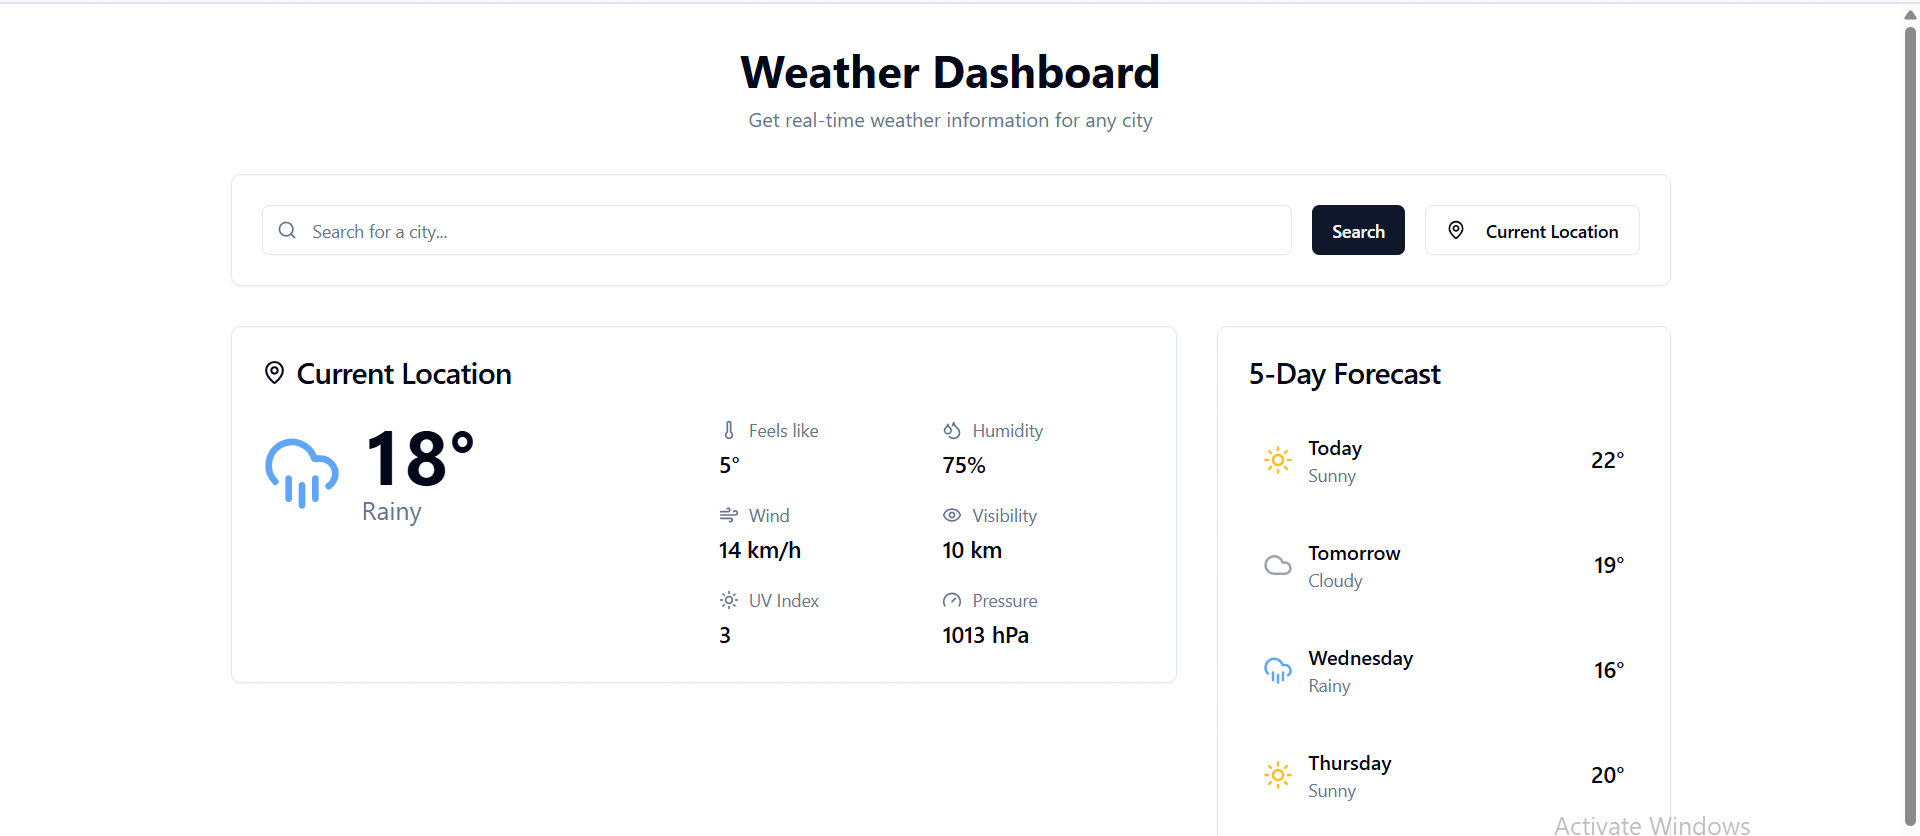 Weather Dashboard
Get real-time weather information for any city
Search for a city...
Search
Current Location
Current Location
18°
Rainy
Feels like
5°
Humidity
75%
Wind
14 km/h
Visibility
10 km
UV Index
3
Pressure
1013 hPa
5-Day Forecast
Today
Sunny
22°
Tomorrow
Cloudy
19°
Wednesday
Rainy
16°
Thursday
Sunny
20°
Activate Windows